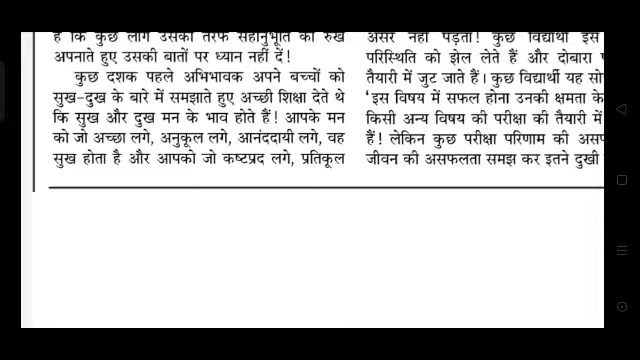 है कि कुछ लोग उसकी तरफ सहानुभूति का रुख
अपनाते हुए उसकी बातों पर ध्यान नहीं दें!
कुछ दशक पहले अभिभावक अपने बच्चों को
सुख-दुख के बारे में समझाते हुए अच्छी शिक्षा देते थे
कि सुख और दुख मन के भाव होते हैं! आपके मन
को जो अच्छा लगे, अनुकूल लगे, आनंददायी लगे, वह
सुख होता है और आपको जो कष्टप्रद लगे, प्रतिकूल
असर नहीं पड़ता! कुछ विद्यार्थी इस
परिस्थिति को झेल लेते हैं और दोबारा
तैयारी में जुट जाते हैं। कुछ विद्यार्थी यह
'इस विषय में सफल होना उनकी क्षमता के
किसी अन्य विषय की परीक्षा की तैयारी में
हैं! लेकिन कुछ परीक्षा परिणाम की
जीवन की असफलता समझ कर इतने दुखी